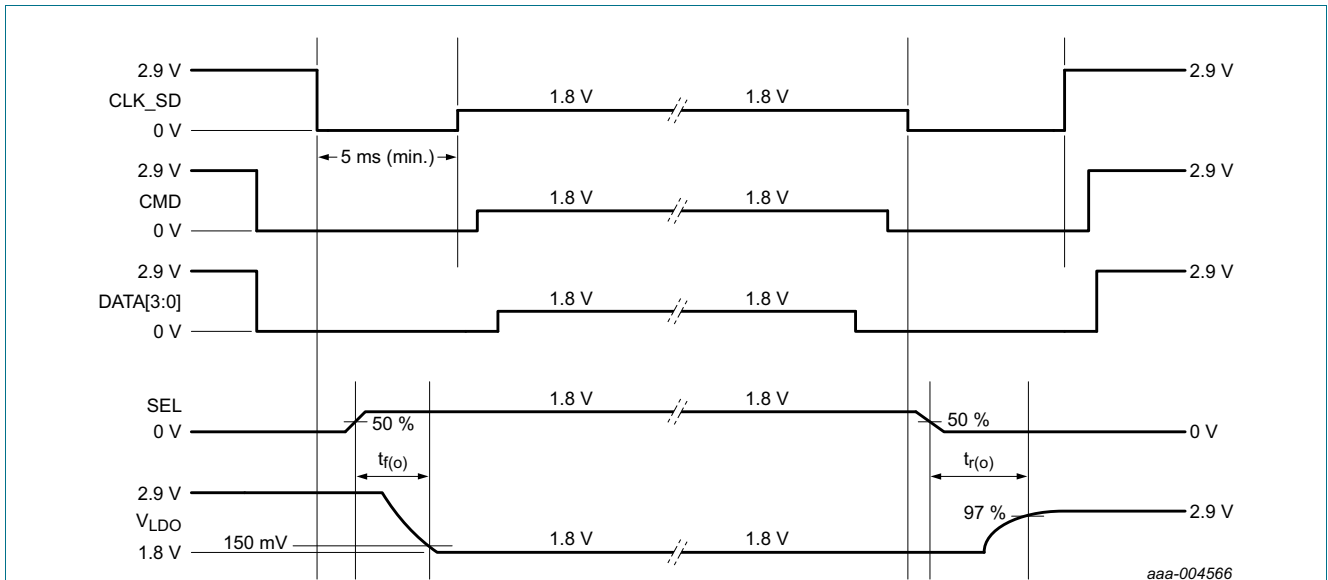 2.9 V
2.9 V
CLK_SD
1.8 V
1.8 V
0 V
5 ms (min.)
2.9 V
2.9 V
CMD
1.8 V
1.8 V
0 V
2.9 V
2.9 V
DATA[3:0]
1.8 V
1.8 V
0 V
SEL
1.8 V
1.8 V
50 %
50 %
0 V
0 V
tf(o)
tr(o)
2.9 V
97 %
2.9 V
VLDO
150 mV
1.8 V
1.8 V
1.8 V
aaa-004566